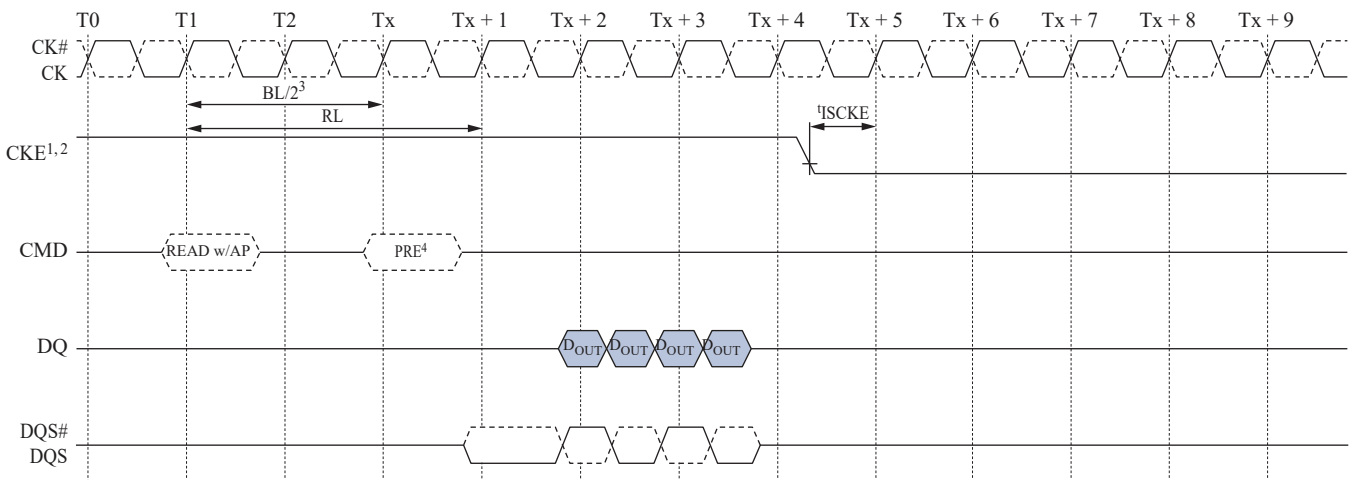 T0 T1 T2 Tx Tx + 1 Tx + 2 Tx + 3 Tx + 4 Tx + 5 Tx + 6 Tx + 7 Tx + 8 Tx + 9
CK#
CK
BL/2³
RL
tISCKE
CKE¹, ²
CMD READ w/AP PRE⁴
DQ DOUT DOUT DOUT DOUT
DQS#
DQS